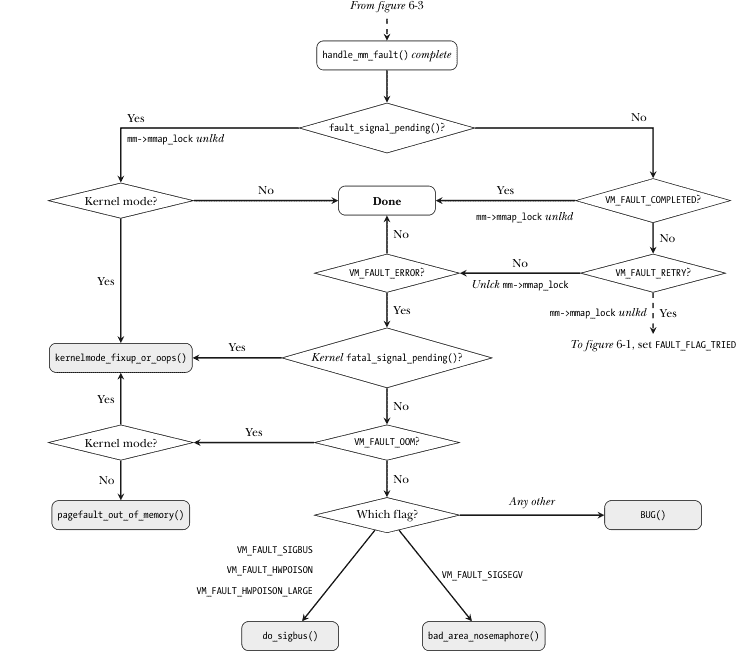 From figure 6-3
handle_mm_fault() complete
Yes
No
fault_signal_pending()?
mm->mmap_lock unlkd
Kernel mode?
No
Done
Yes
VM_FAULT_COMPLETED?
mm->mmap_lock unlkd
No
No
Yes
VM_FAULT_ERROR?
No
VM_FAULT_RETRY?
Unlck mm->mmap_lock
Yes
mm->mmap_lock unlkd
Yes
To figure 6-1, set FAULT_FLAG_TRIED
kernelmode_fixup_or_oops()
Yes
Kernel fatal_signal_pending()?
Yes
No
Kernel mode?
Yes
VM_FAULT_OOM?
No
No
pagefault_out_of_memory()
Which flag?
Any other
BUG()
VM_FAULT_SIGBUS
VM_FAULT_HWPOISON
VM_FAULT_HWPOISON_LARGE
VM_FAULT_SIGSEGV
do_sigbus()
bad_area_nosemaphore()